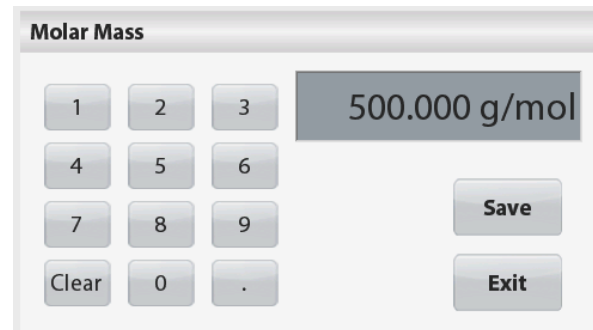 Molar Mass
1 2 3
500.000 g/mol
4 5 6
7 8 9
Save
Clear 0 .
Exit